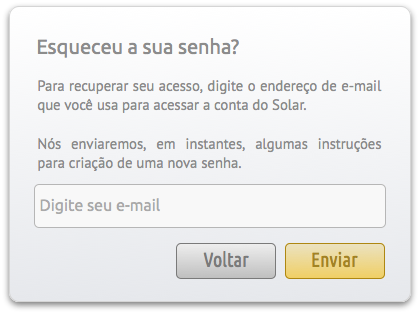 Esqueceu a sua senha?
Para recuperar seu acesso, digite o endereço de e-mail
que você usa para acessar a conta do Solar.
Nós enviaremos, em instantes, algumas instruções
para criação de uma nova senha.
Digite seu e-mail
Voltar
Enviar